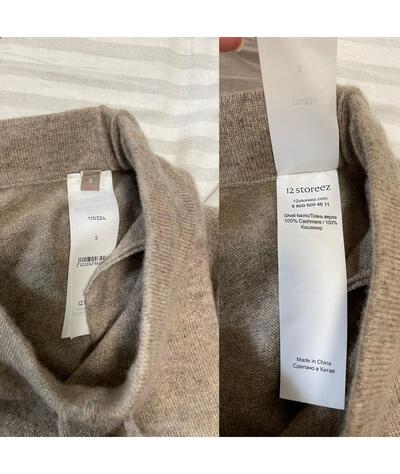 110324
S
12
12 storeez
12storeez.com
8 800 500 46 11
Shell fabric/Ткань верха
100% Cashmere / 100%
Кашемир
Made in China
Сделано в Китае
S
110324